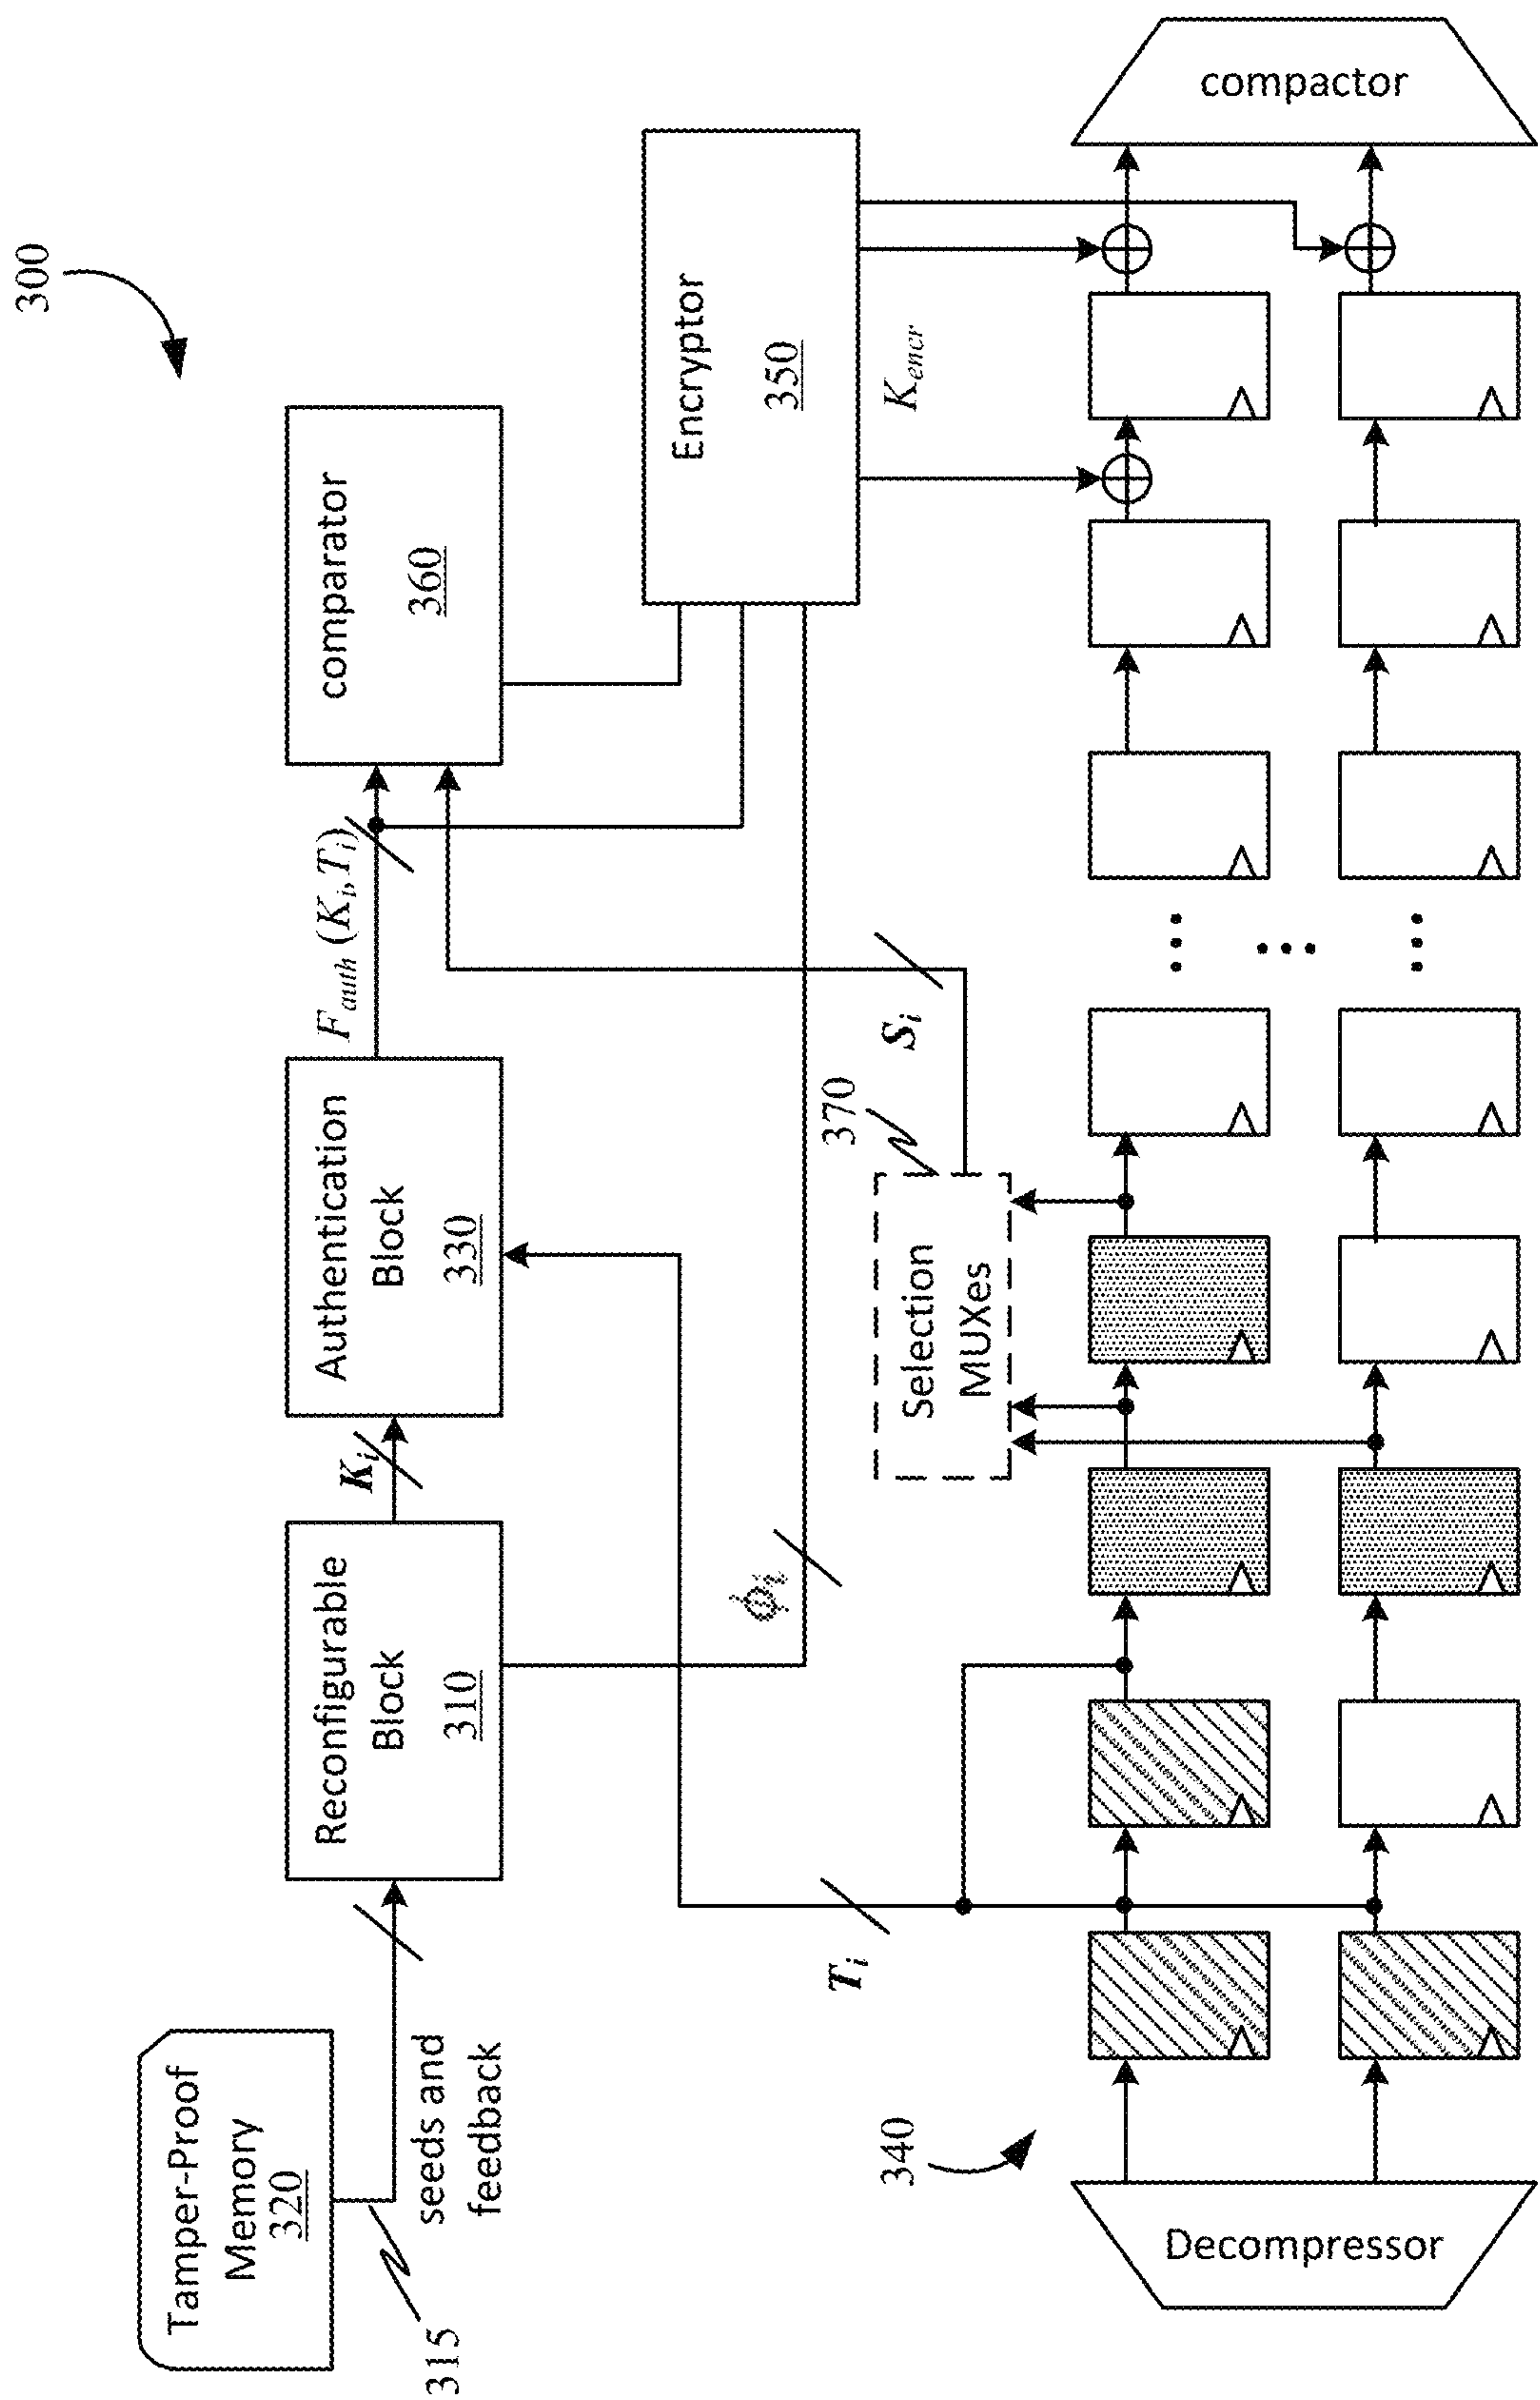 300
Tamper-Proof
Memory
320
315
seeds and
feedback
Reconfigurable
Block
310
K_i
Authentication
Block
330
F_auth (K_i,T_i)
comparator
360
ϕ_i
Encryptor
350
K_encr
T_i
370
Selection
MUXes
S_i
340
Decompressor
compactor